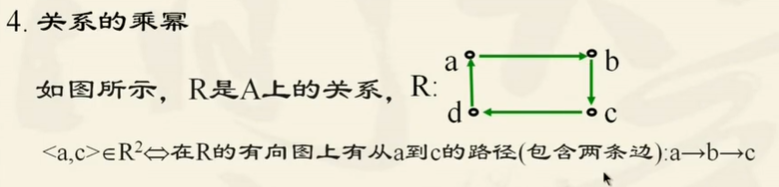 4. 关系的乘幂
如图所示，R是A上的关系，R:
a b
d c
<a,c>∈R²⇔在R的有向图上有从a到c的路径(包含两条边):a→b→c